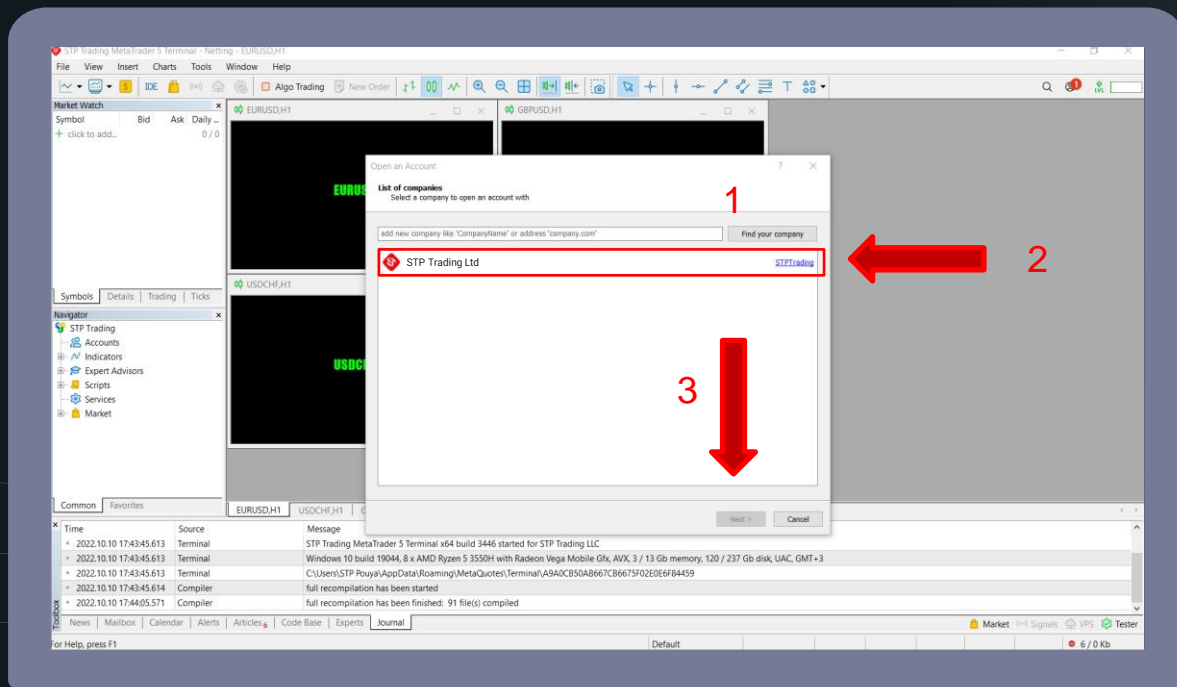 STP Trading MetaTrader 5 Terminal - Netting - EURUSD,H1
File View Insert Charts Tools Window Help
IDE Algo Trading New Order
LVL
Market Watch
Symbol Bid Ask Daily ...
click to add... 0 / 0
EURUSD,H1
GBPUSD,H1
EURUS
Open an Account
List of companies
Select a company to open an account with
1
add new company like 'CompanyName' or address 'company.com' Find your company
STP Trading Ltd STPTrading
2
3
Next > Cancel
USDCHF,H1
USDCH
Symbols Details Trading Ticks
Navigator
STP Trading
Accounts
Indicators
Expert Advisors
Scripts
Services
Market
Common Favorites
EURUSD,H1 USDCHF,H1
Time Source Message
2022.10.10 17:43:45.613 Terminal STP Trading MetaTrader 5 Terminal x64 build 3446 started for STP Trading LLC
2022.10.10 17:43:45.613 Terminal Windows 10 build 19044, 8 x AMD Ryzen 5 3550H with Radeon Vega Mobile Gfx, AVX, 3 / 13 Gb memory, 120 / 237 Gb disk, UAC, GMT+3
2022.10.10 17:43:45.613 Terminal C:\Users\STP Pouya\AppData\Roaming\MetaQuotes\Terminal\A9A0CB50AB667CB6675F02E0E6F84459
2022.10.10 17:43:45.614 Compiler full recompilation has been started
2022.10.10 17:44:05.571 Compiler full recompilation has been finished: 91 file(s) compiled
Toolbox
News Mailbox Calendar Alerts Articles 6 Code Base Experts Journal
Market Signals VPS Tester
For Help, press F1 Default 6 / 0 Kb